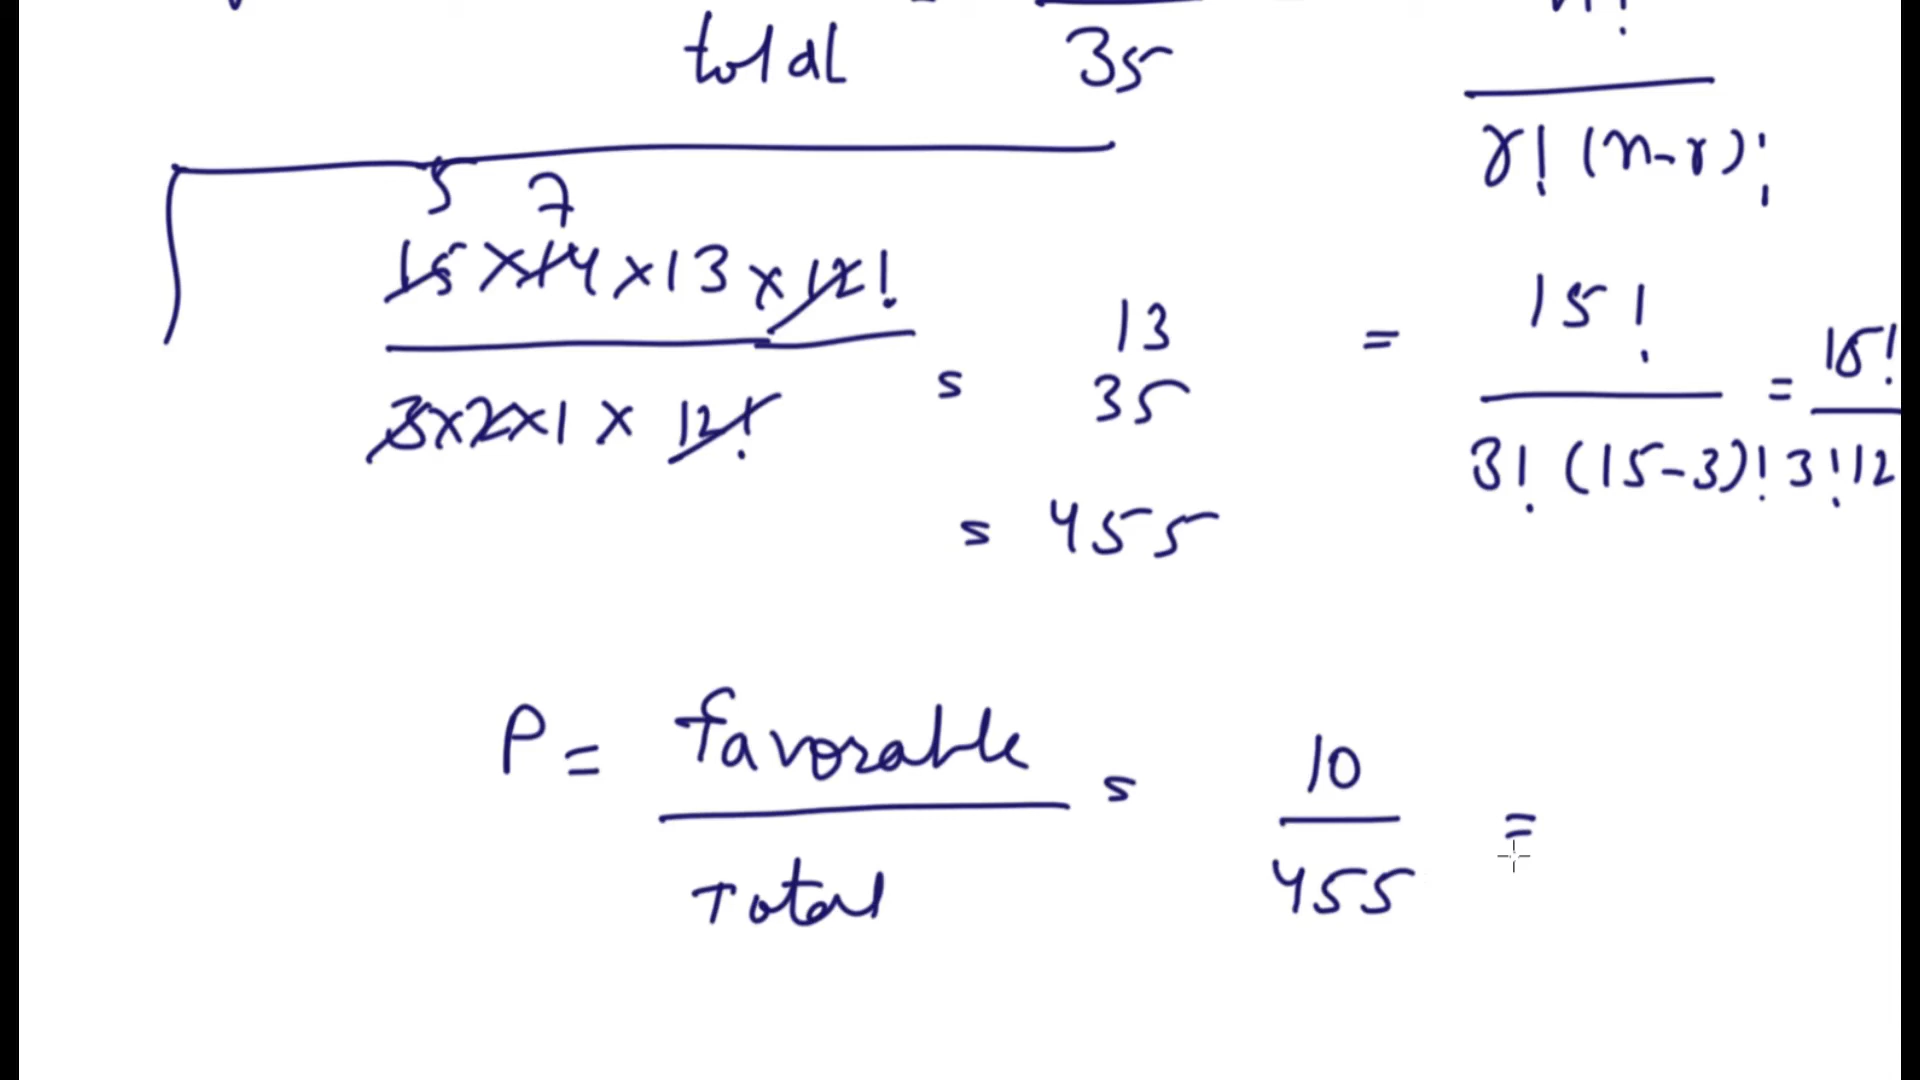 total 35 n!
r! (n-r)!
5 7
15 x 14 x 13 x 12!
3 x 2 x 1 x 12!
= 13
35
= 15! = 15!
3! (15-3)! 3! 12
= 455
P = favorable = 10 =
Total 455